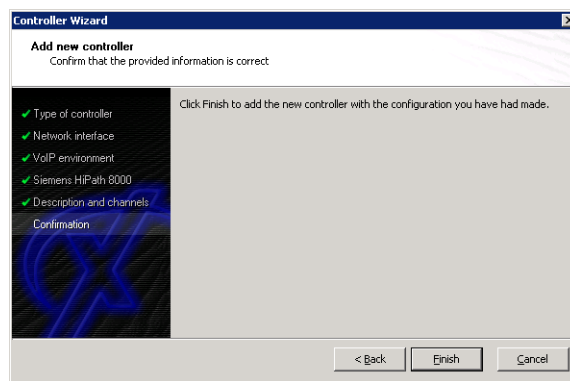 Controller Wizard
Add new controller
Confirm that the provided information is correct
Click Finish to add the new controller with the configuration you have had made.
Type of controller
Network interface
VoIP environment
Siemens HiPath 8000
Description and channels
Confirmation
< Back
Finish
Cancel